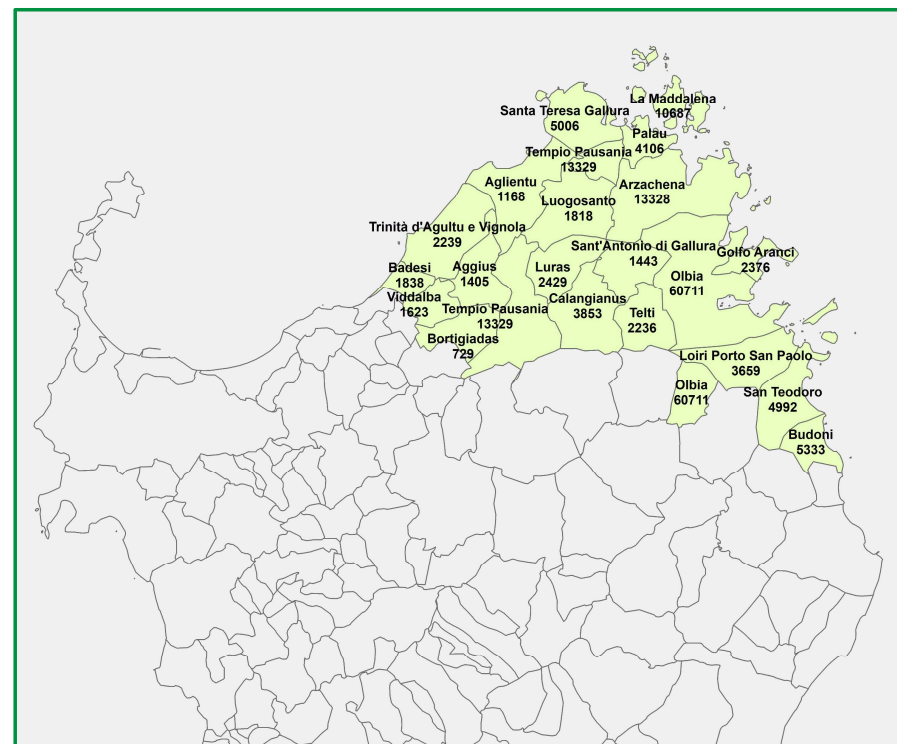 La Maddalena
10687
Santa Teresa Gallura
5006
Palau
4106
Tempio Pausania
13329
Aglientu
1168
Arzachena
13328
Luogosanto
1818
Trinità d'Agultu e Vignola
2239
Sant'Antonio di Gallura
1443
Golfo Aranci
2376
Badesi
1838
Aggius
1405
Luras
2429
Olbia
60711
Viddalba
1623
Tempio Pausania
13329
Calangianus
3853
Telti
2236
Bortigiadas
729
Loiri Porto San Paolo
3659
Olbia
60711
San Teodoro
4992
Budoni
5333